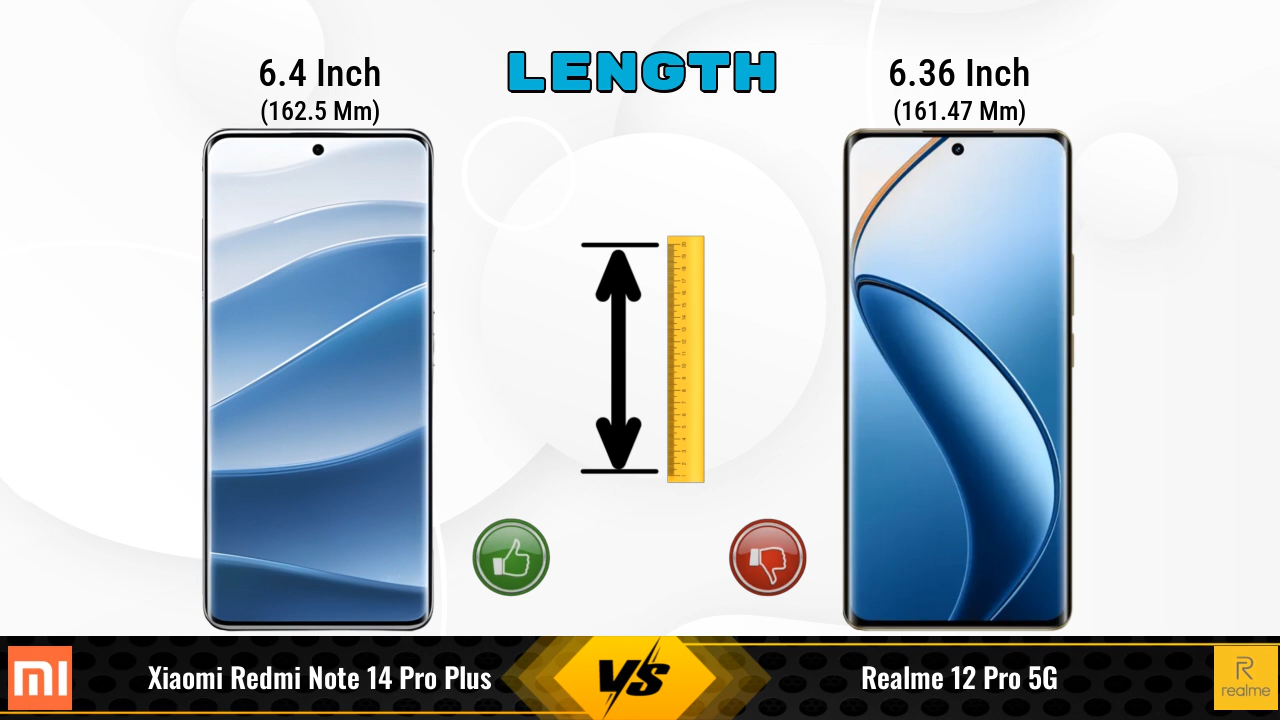 LENGTH
6.4 Inch
(162.5 Mm)
6.36 Inch
(161.47 Mm)
mi
Xiaomi Redmi Note 14 Pro Plus
VS
Realme 12 Pro 5G
R
realme